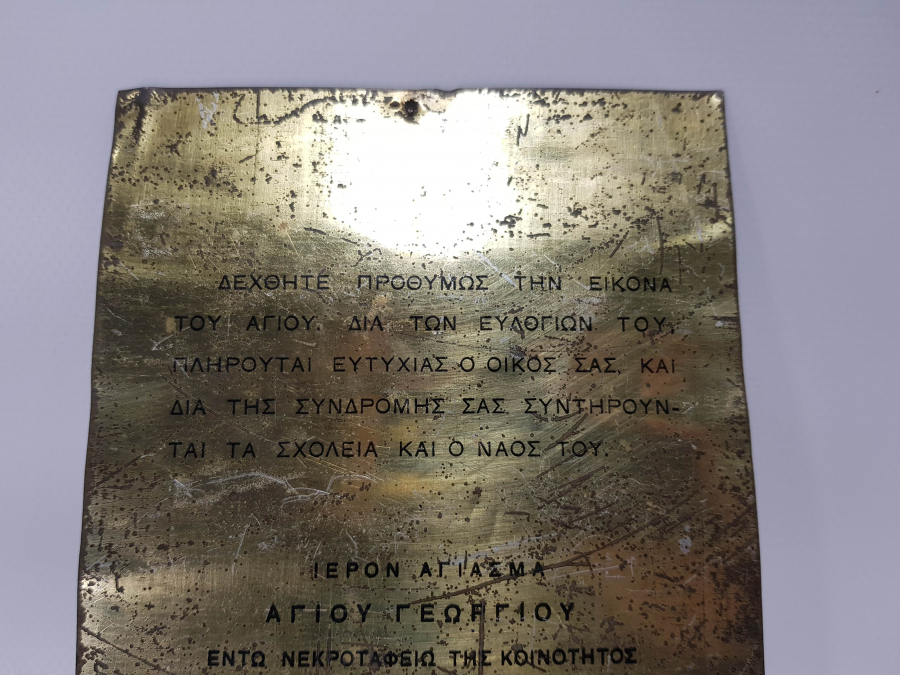 ΔΕΧΘΗΤΕ ΠΡΟΘΥΜΩΣ ΤΗΝ ΕΙΚΟΝΑ
ΤΟΥ ΑΓΙΟΥ. ΔΙΑ ΤΩΝ ΕΥΛΟΓΙΩΝ ΤΟΥ,
ΠΛΗΡΟΥΤΑΙ ΕΥΤΥΧΙΑΣ Ο ΟΙΚΟΣ ΣΑΣ, ΚΑΙ
ΔΙΑ ΤΗΣ ΣΥΝΔΡΟΜΗΣ ΣΑΣ ΣΥΝΤΗΡΟΥΝ-
ΤΑΙ ΤΑ ΣΧΟΛΕΙΑ ΚΑΙ Ο ΝΑΟΣ ΤΟΥ.
ΙΕΡΟΝ ΑΓΙΑΣΜΑ
ΑΓΙΟΥ ΓΕΩΡΓΙΟΥ
ΕΝΤΩ ΝΕΚΡΟΤΑΦΕΙΩ ΤΗΣ ΚΟΙΝΟΤΗΤΟΣ